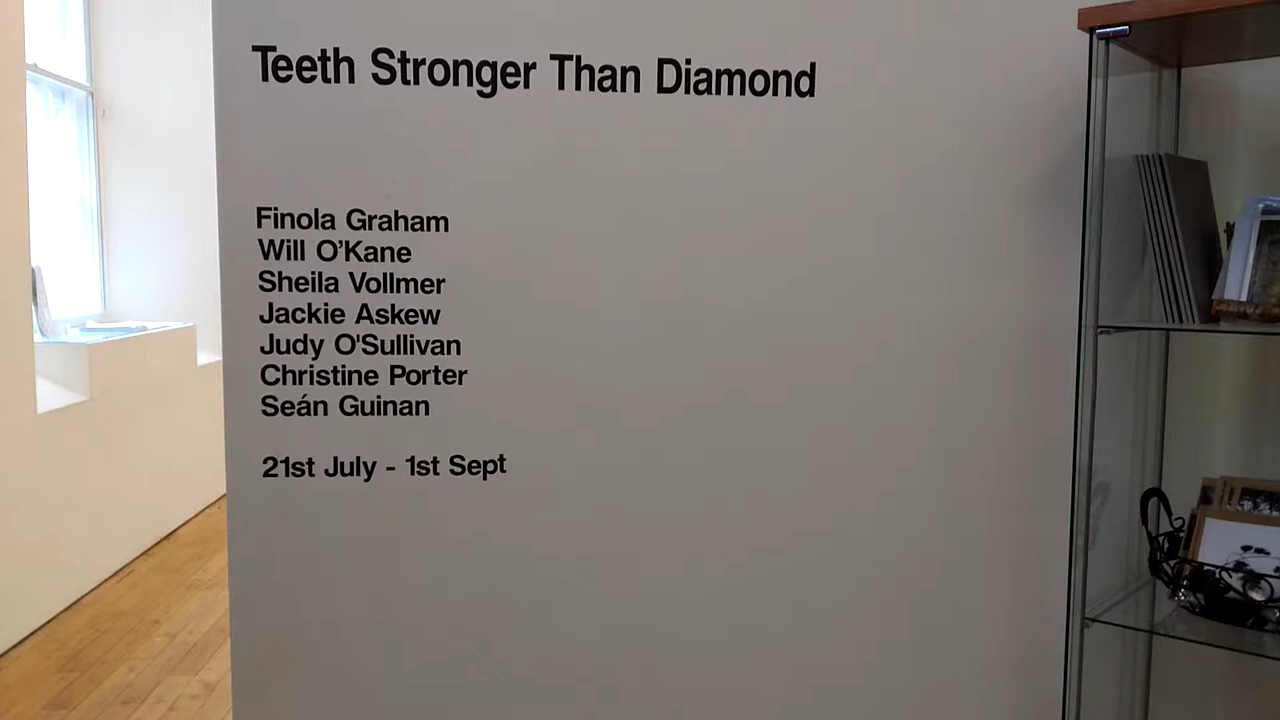 Teeth Stronger Than Diamond
Finola Graham
Will O’Kane
Sheila Vollmer
Jackie Askew
Judy O'Sullivan
Christine Porter
Seán Guinan
21st July - 1st Sept